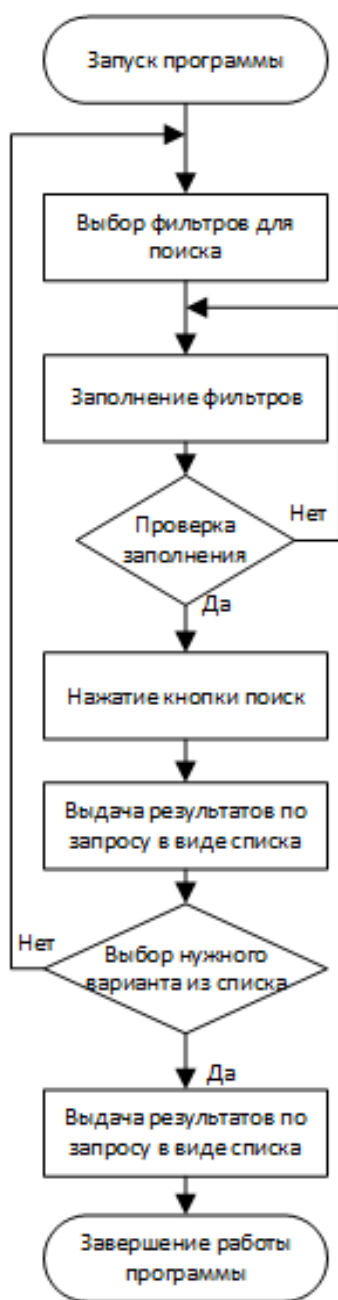 Запуск программы
Выбор фильтров для
поиска
Заполнение фильтров
Проверка
заполнения
Нет
Да
Нажатие кнопки поиск
Выдача результатов по
запросу в виде списка
Нет
Выбор нужного
варианта из списка
Да
Выдача результатов по
запросу в виде списка
Завершение работы
программы